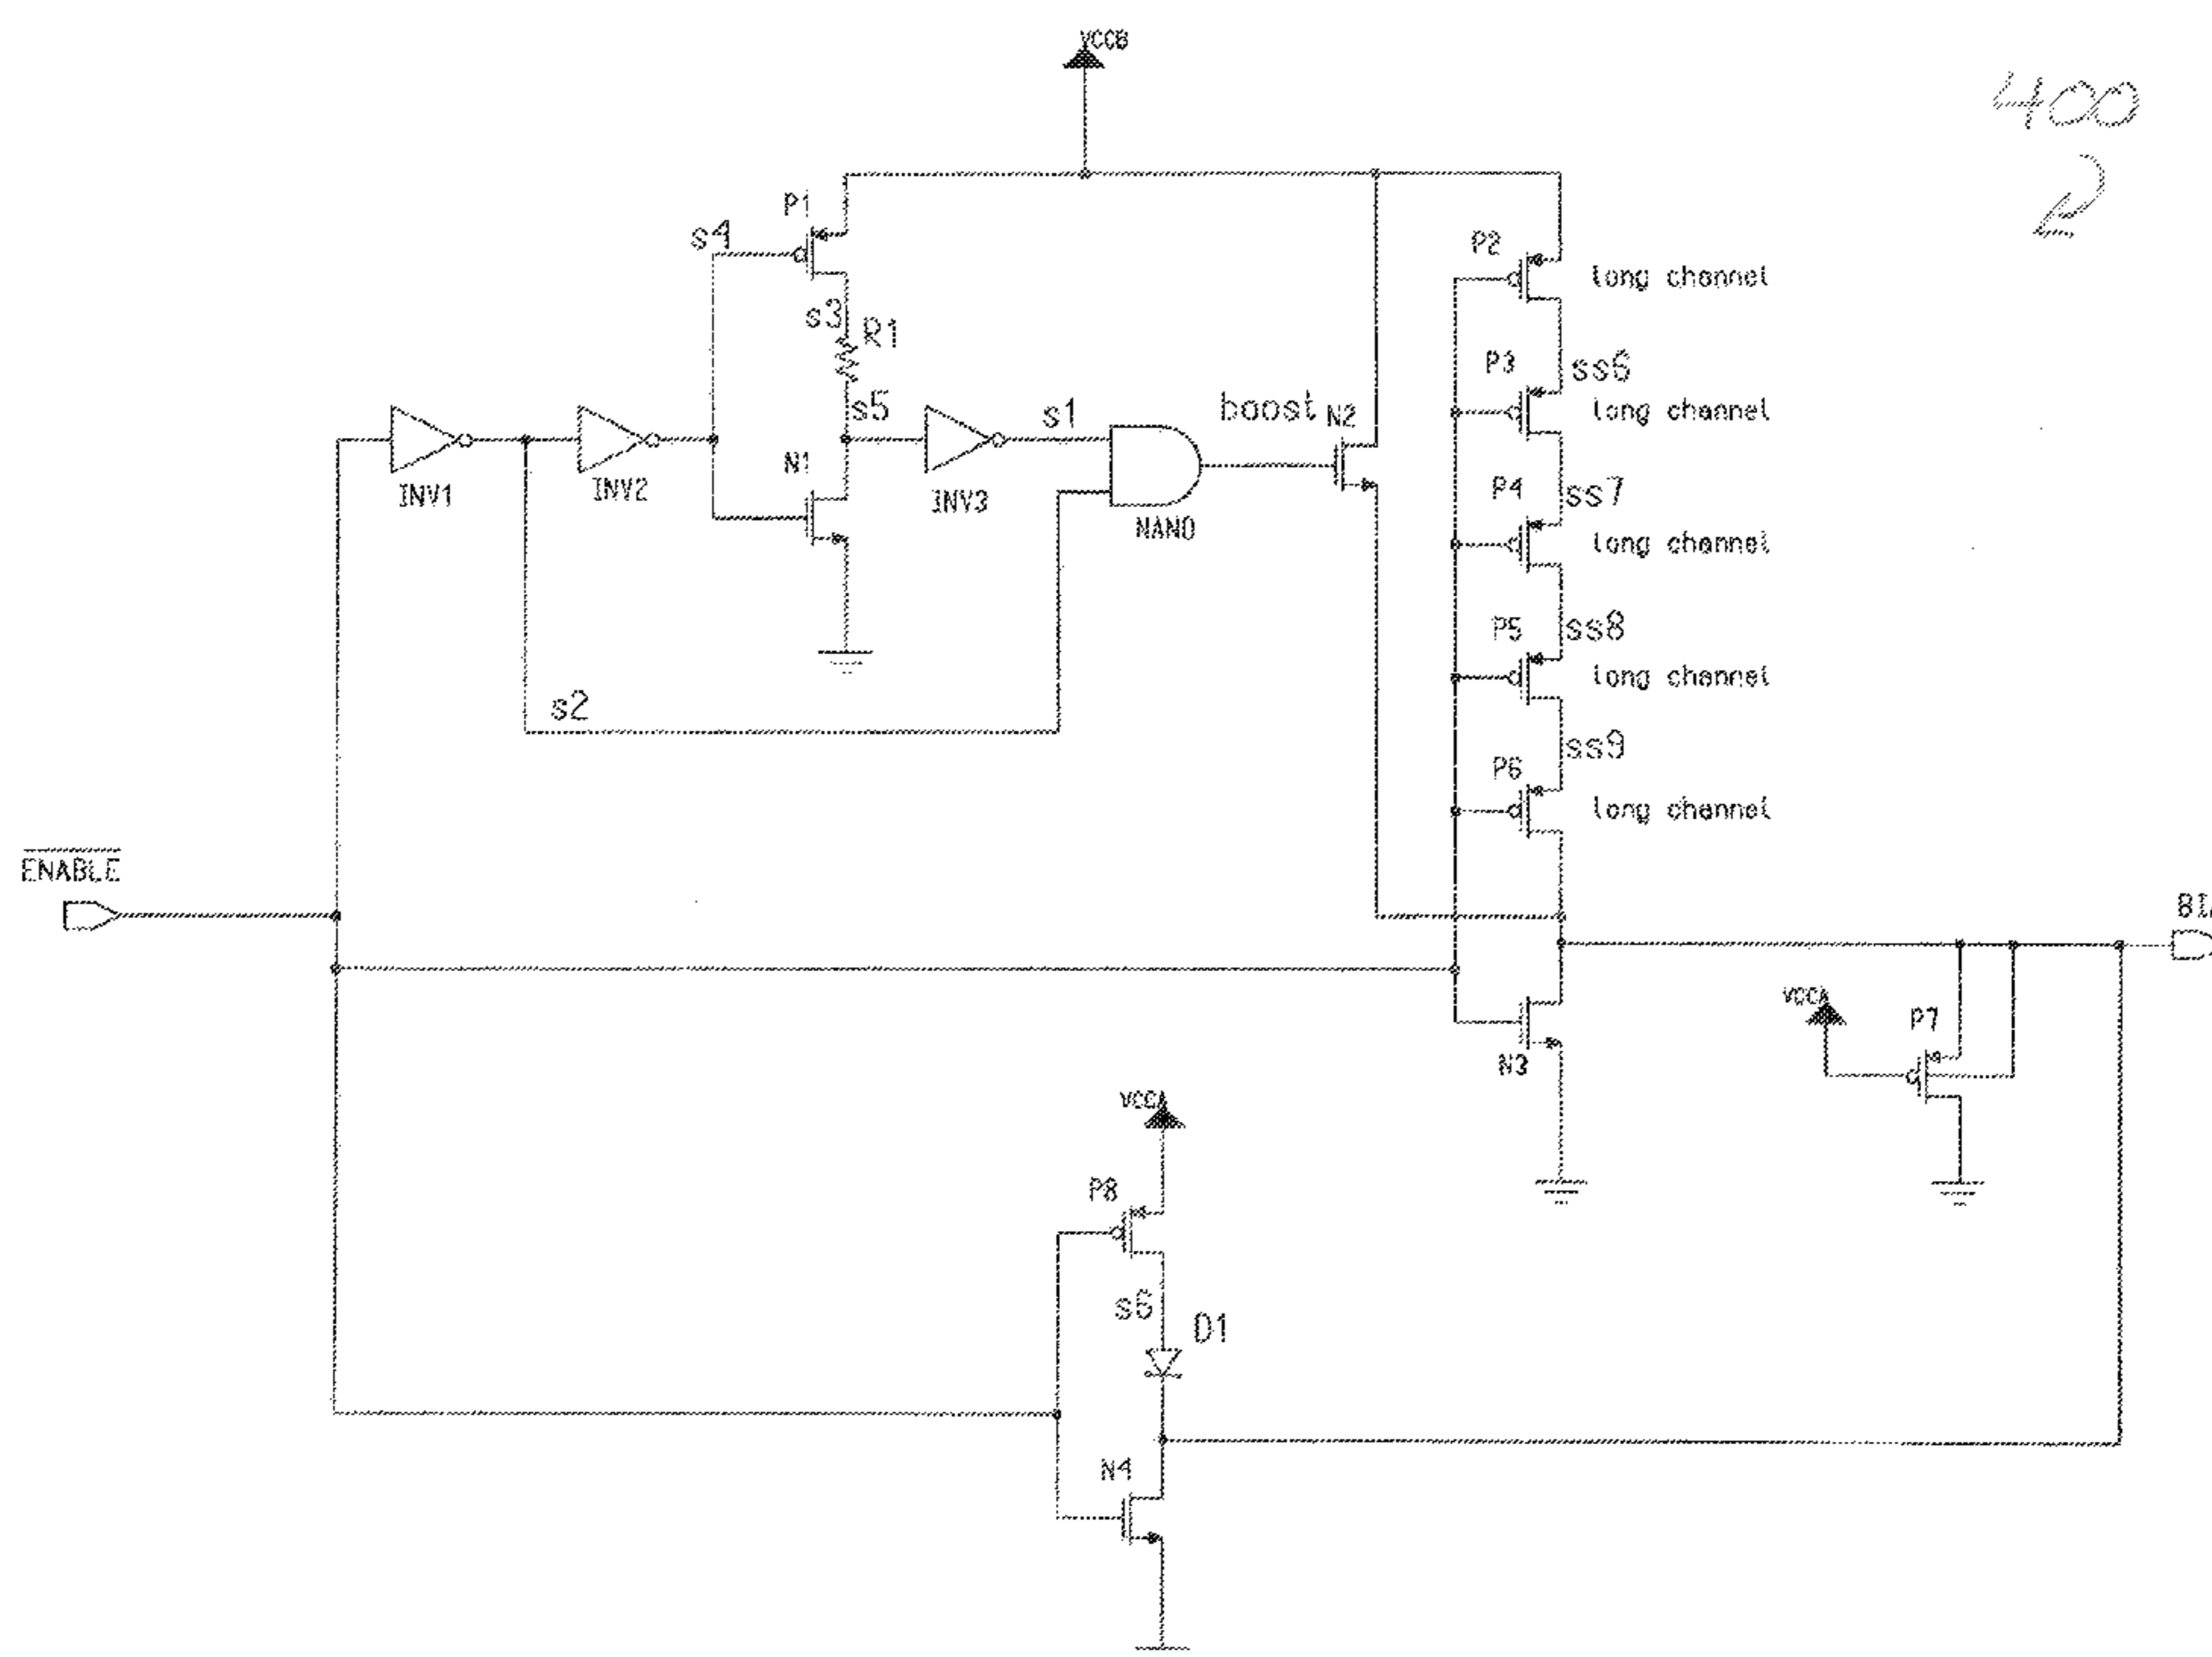 VCCB
400
P1
s4
P2
long channel
s3
R1
P3
ss6
long channel
s5
s1
boost
N2
INV1
INV2
N1
INV3
NAND
P4
ss7
long channel
P5
ss8
long channel
s2
ss9
P6
long channel
ENABLE
VCCA
P7
N3
VCCA
P8
s6
D1
N4